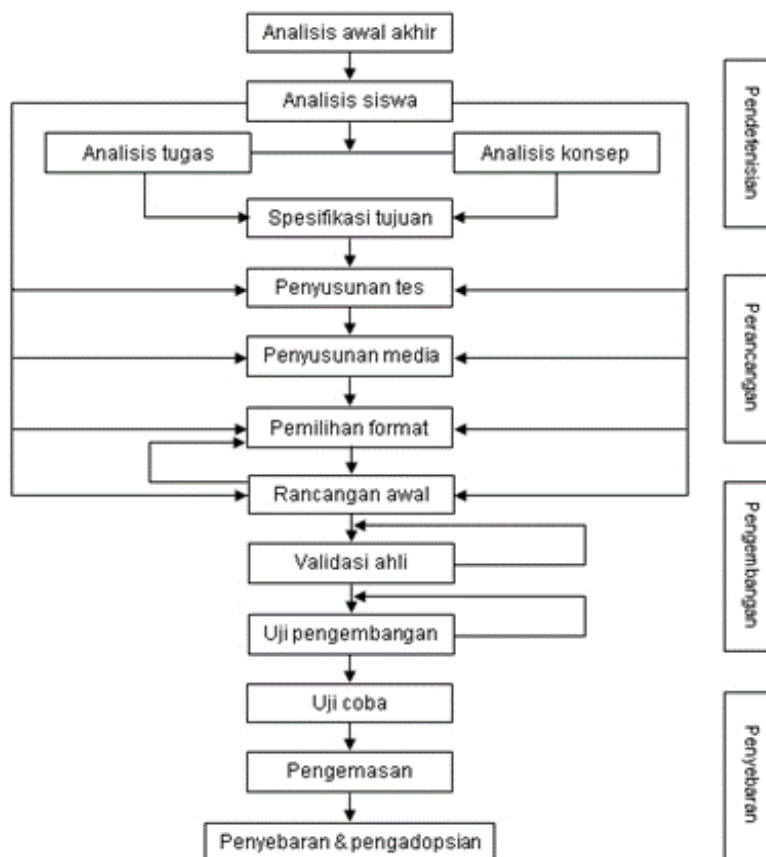 Analisis awal akhir
Analisis siswa
Analisis tugas
Analisis konsep
Spesifikasi tujuan
Penyusunan tes
Penyusunan media
Pemilihan format
Rancangan awal
Validasi ahli
Uji pengembangan
Uji coba
Pengemasan
Penyebaran & pengadopsian
Pendefenisian
Perancangan
Pengembangan
Penyebaran